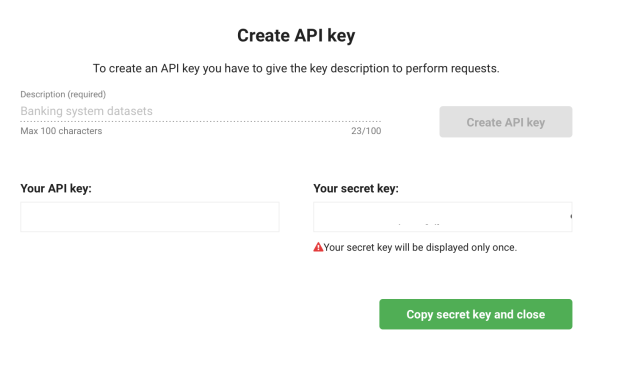 Create API key
To create an API key you have to give the key description to perform requests.
Description (required)
Banking system datasets
Max 100 characters 23/100
Create API key
Your API key:
Your secret key:
Your secret key will be displayed only once.
Copy secret key and close